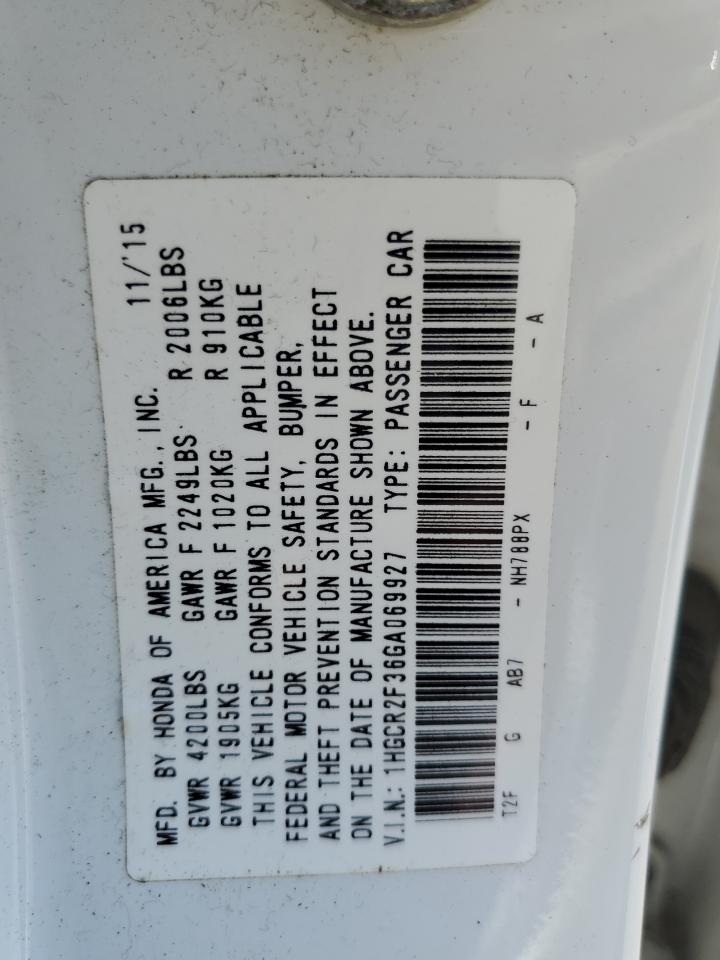 MFD. BY HONDA OF AMERICA MFG., INC. 11/'15
GVWR 4200LBS GAWR F 2249LBS R 2006LBS
GVWR 1905KG GAWR F 1020KG R 910KG
THIS VEHICLE CONFORMS TO ALL APPLICABLE
FEDERAL MOTOR VEHICLE SAFETY, BUMPER,
AND THEFT PREVENTION STANDARDS IN EFFECT
ON THE DATE OF MANUFACTURE SHOWN ABOVE.
V.I.N.: 1HGCR2F36GA069927 TYPE: PASSENGER CAR
T2F G AB7 - NH788PX - F - A